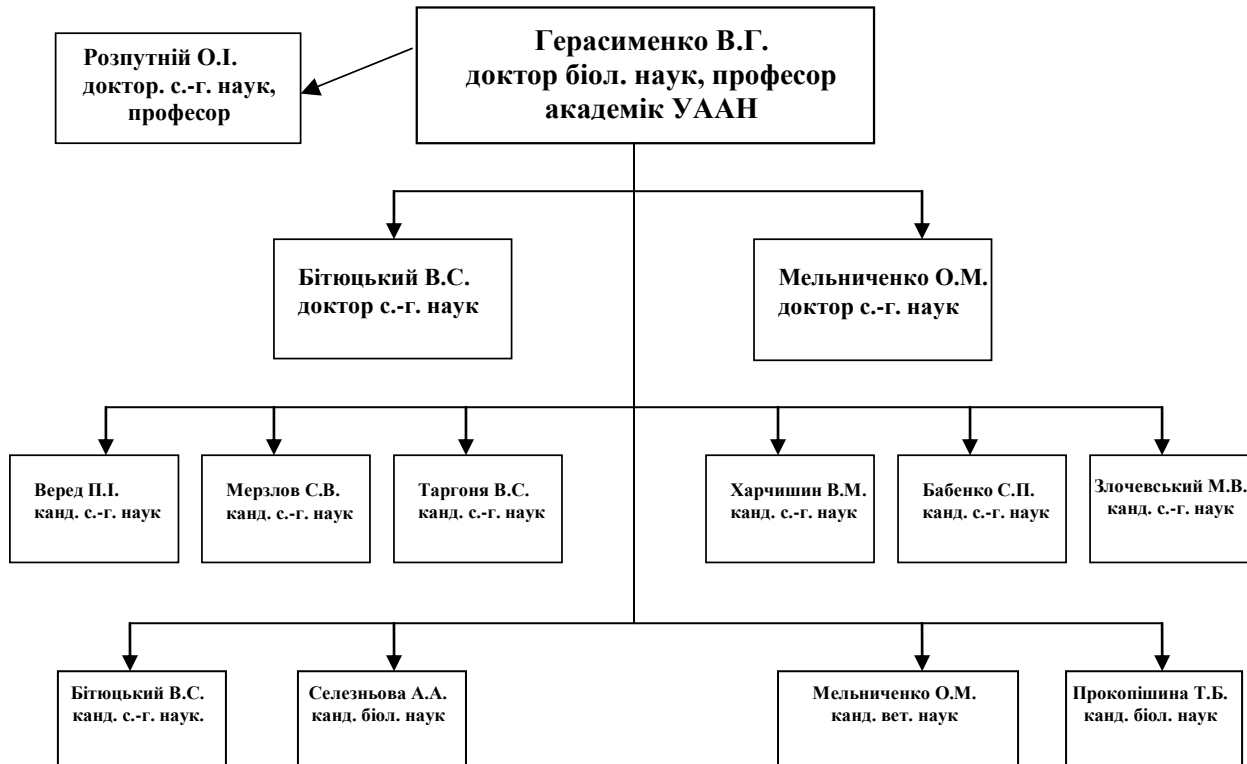 Герасименко В.Г.
доктор біол. наук, професор
академік УААН
Розпутній О.І.
доктор. с.-г. наук,
професор
Бітюцький В.С.
доктор с.-г. наук
Мельниченко О.М.
доктор с.-г. наук
Веред П.І.
канд. с.-г. наук
Мерзлов С.В.
канд. с.-г. наук
Таргоня В.С.
канд. с.-г. наук
Харчишин В.М.
канд. с.-г. наук
Бабенко С.П.
канд. с.-г. наук
Злочевський М.В.
канд. с.-г. наук
Бітюцький В.С.
канд. с.-г. наук.
Селезньова А.А.
канд. біол. наук
Мельниченко О.М.
канд. вет. наук
Прокопішина Т.Б.
канд. біол. наук